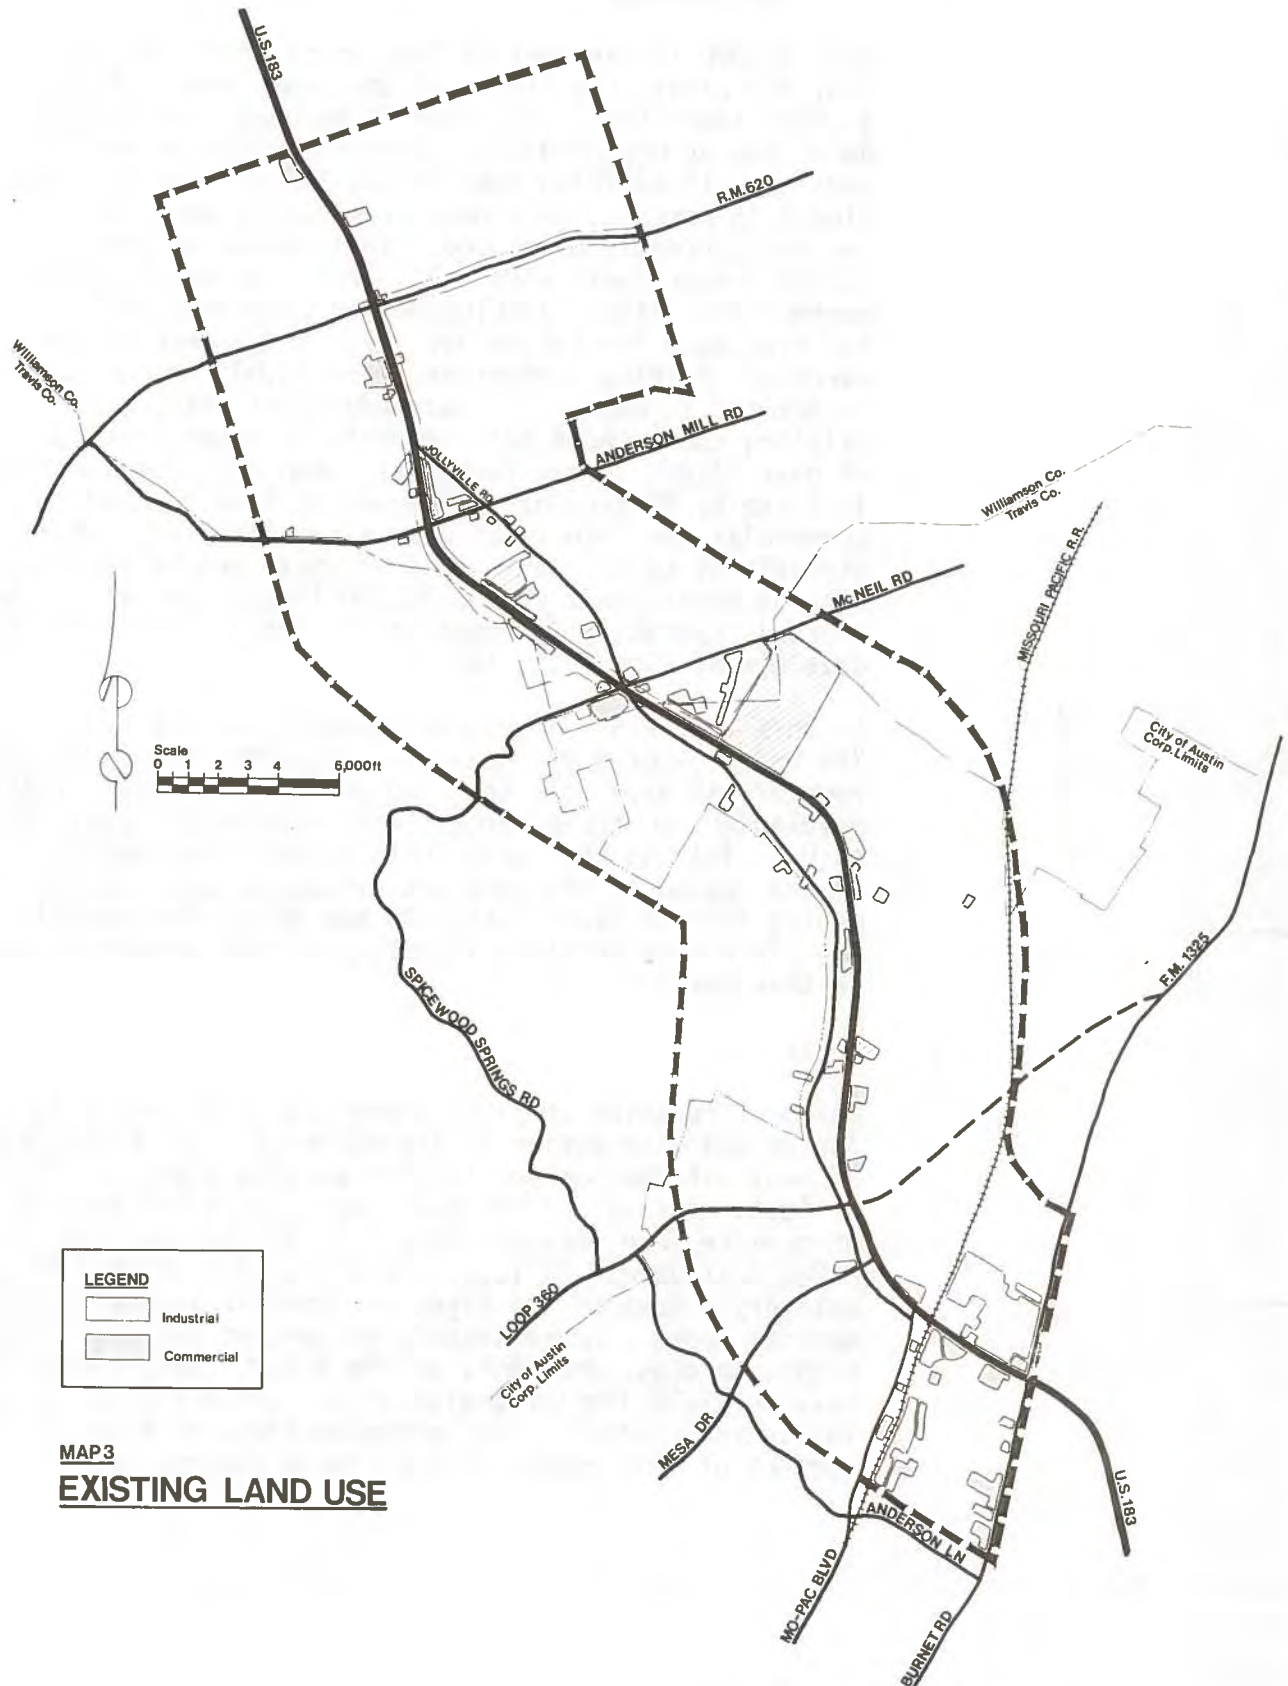 U.S.183
R.M.620
Williamson Co.
Travis Co.
ANDERSON MILL RD
JOLLYVILLE RD
Williamson Co.
Travis Co.
MISSOURI PACIFIC R.R.
McNEIL RD
City of Austin
Corp. Limits
Scale
0 1 2 3 4 6,000ft
F.M. 1325
SPICEWOOD SPRINGS RD
LEGEND
Industrial
Commercial
LOOP 360
City of Austin
Corp. Limits
MESA DR
MAP 3
EXISTING LAND USE
U.S.183
ANDERSON LN
MO-PAC BLVD
BURNET RD